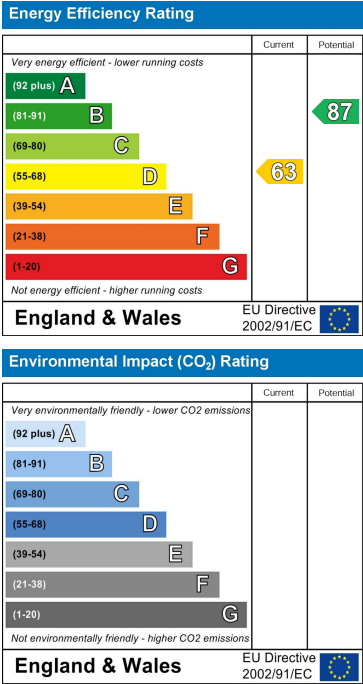 Energy Efficiency Rating
Current Potential
Very energy efficient - lower running costs
(92 plus) A
(81-91) B
87
(69-80) C
(55-68) D
63
(39-54) E
(21-38) F
(1-20) G
Not energy efficient - higher running costs
England & Wales
EU Directive
2002/91/EC
Environmental Impact (CO₂) Rating
Current Potential
Very environmentally friendly - lower CO2 emissions
(92 plus) A
(81-91) B
(69-80) C
(55-68) D
(39-54) E
(21-38) F
(1-20) G
Not environmentally friendly - higher CO2 emissions
England & Wales
EU Directive
2002/91/EC